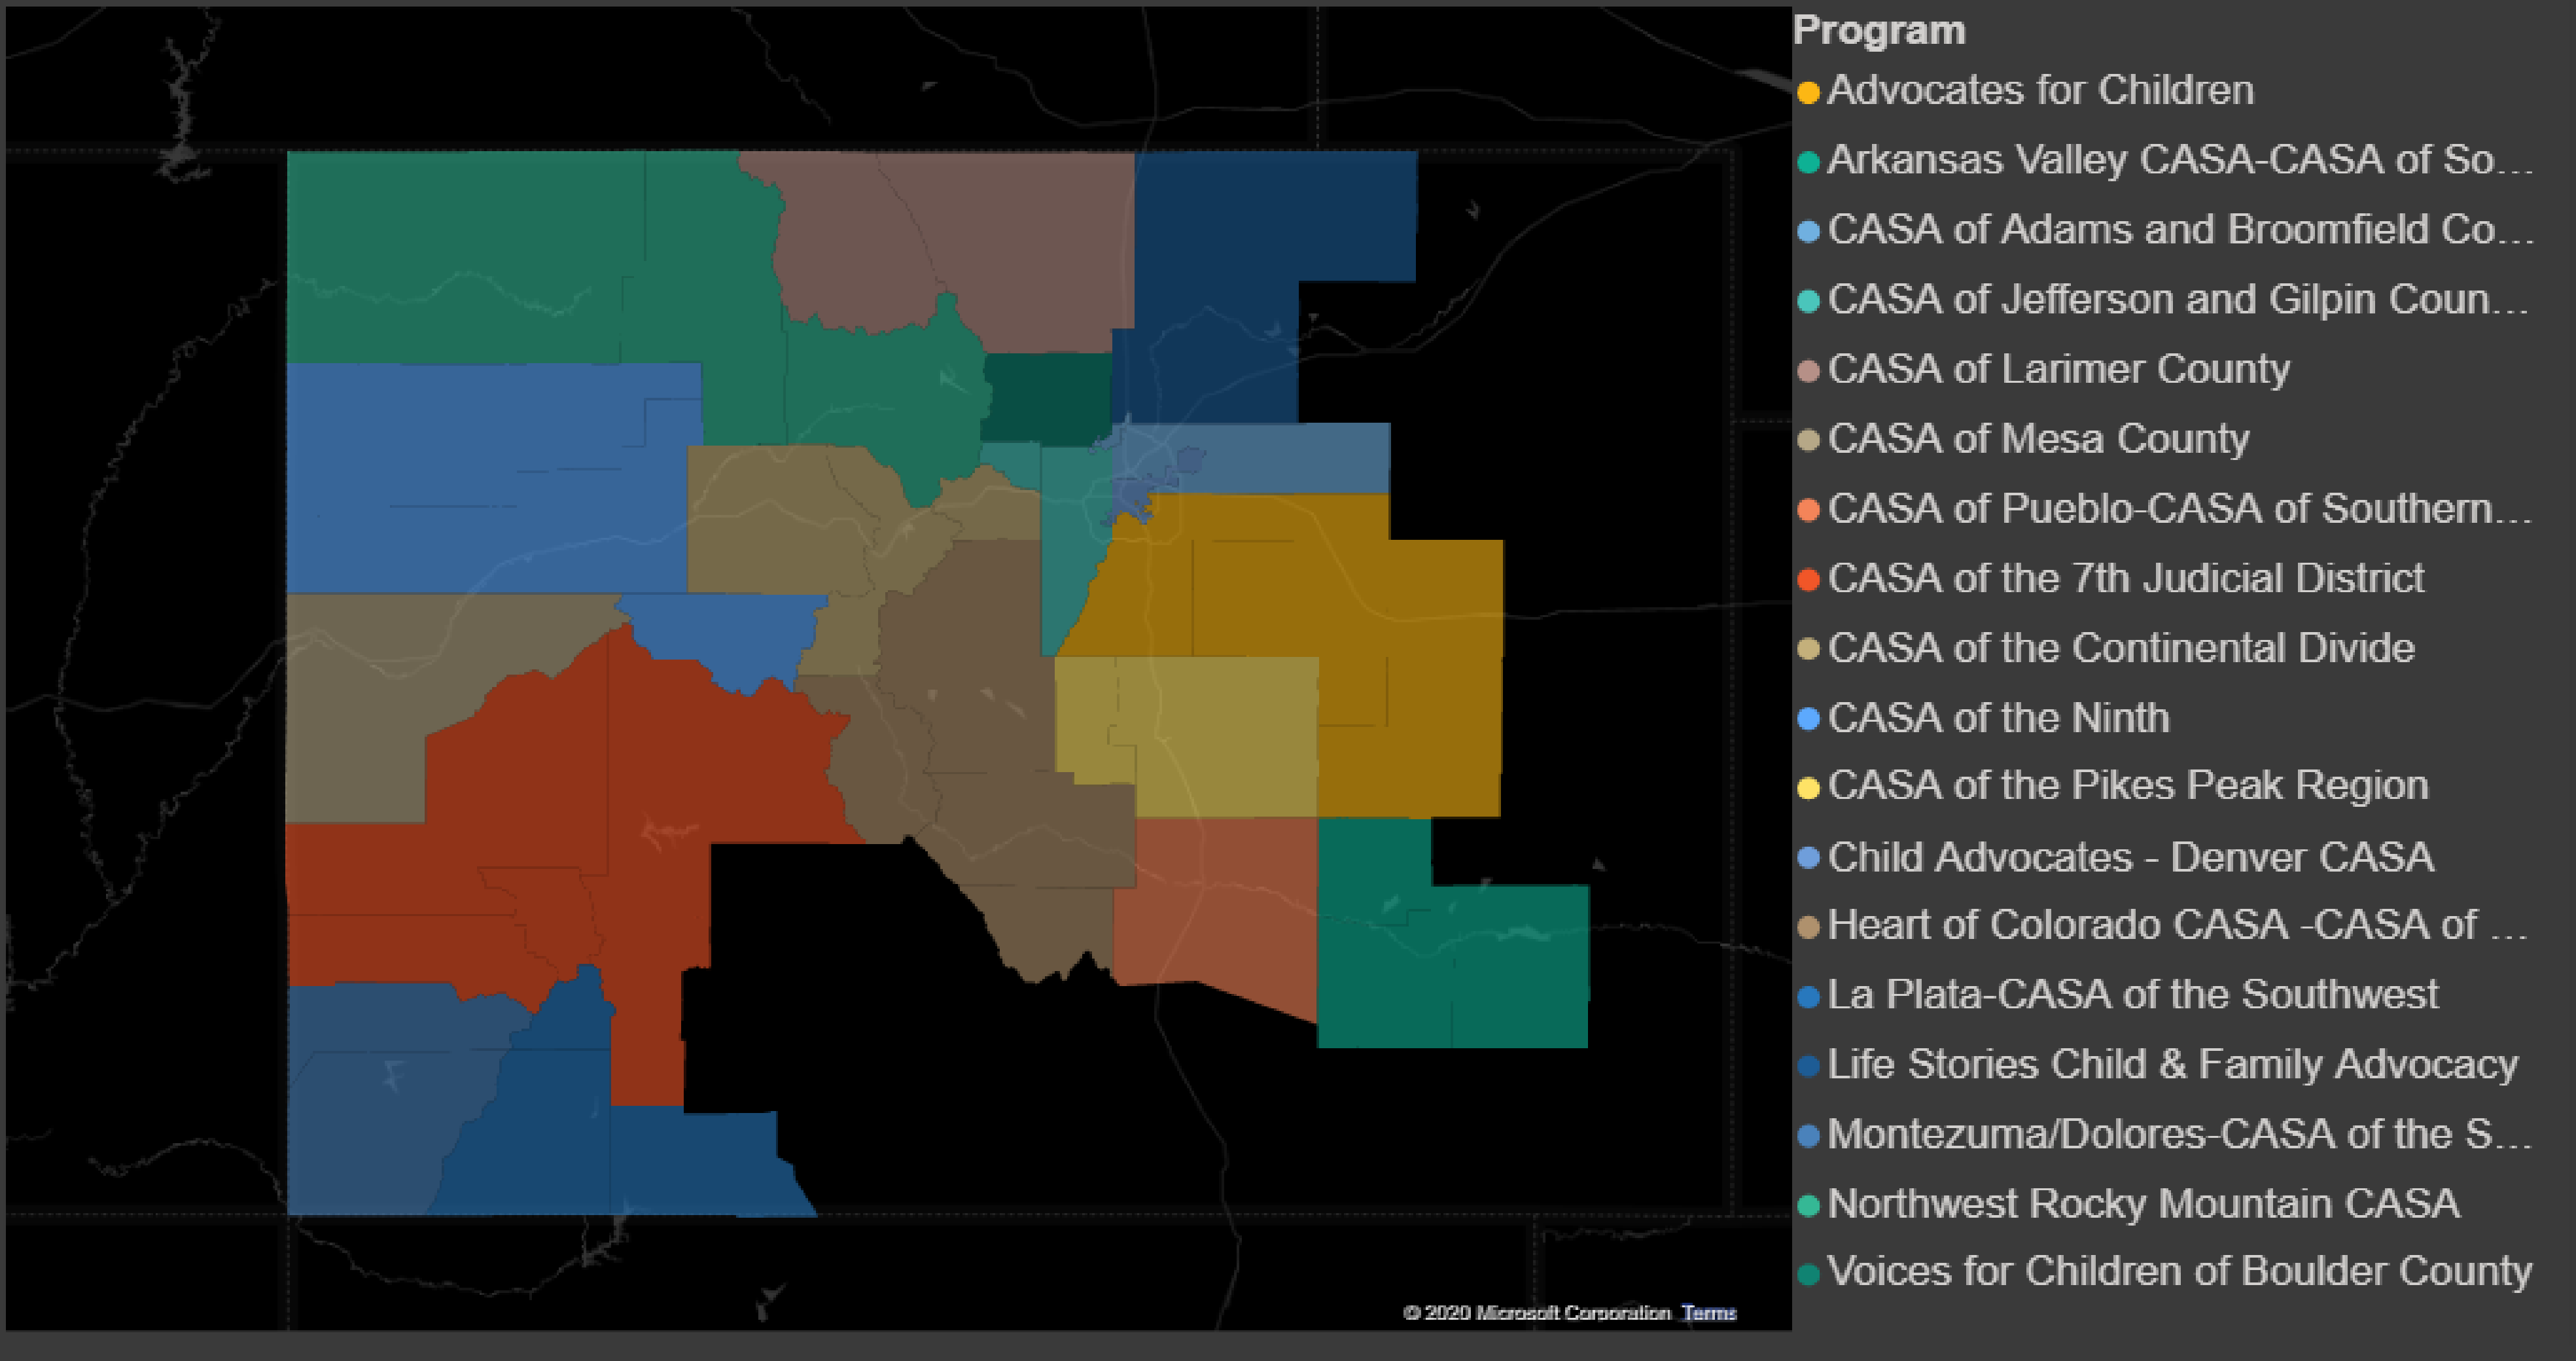 Program
Advocates for Children
Arkansas Valley CASA-CASA of So...
CASA of Adams and Broomfield Co...
CASA of Jefferson and Gilpin Coun...
CASA of Larimer County
CASA of Mesa County
CASA of Pueblo-CASA of Southern...
CASA of the 7th Judicial District
CASA of the Continental Divide
CASA of the Ninth
CASA of the Pikes Peak Region
Child Advocates - Denver CASA
Heart of Colorado CASA -CASA of ...
La Plata-CASA of the Southwest
Life Stories Child & Family Advocacy
Montezuma/Dolores-CASA of the S...
Northwest Rocky Mountain CASA
Voices for Children of Boulder County
© 2020 Microsoft Corporation Terms